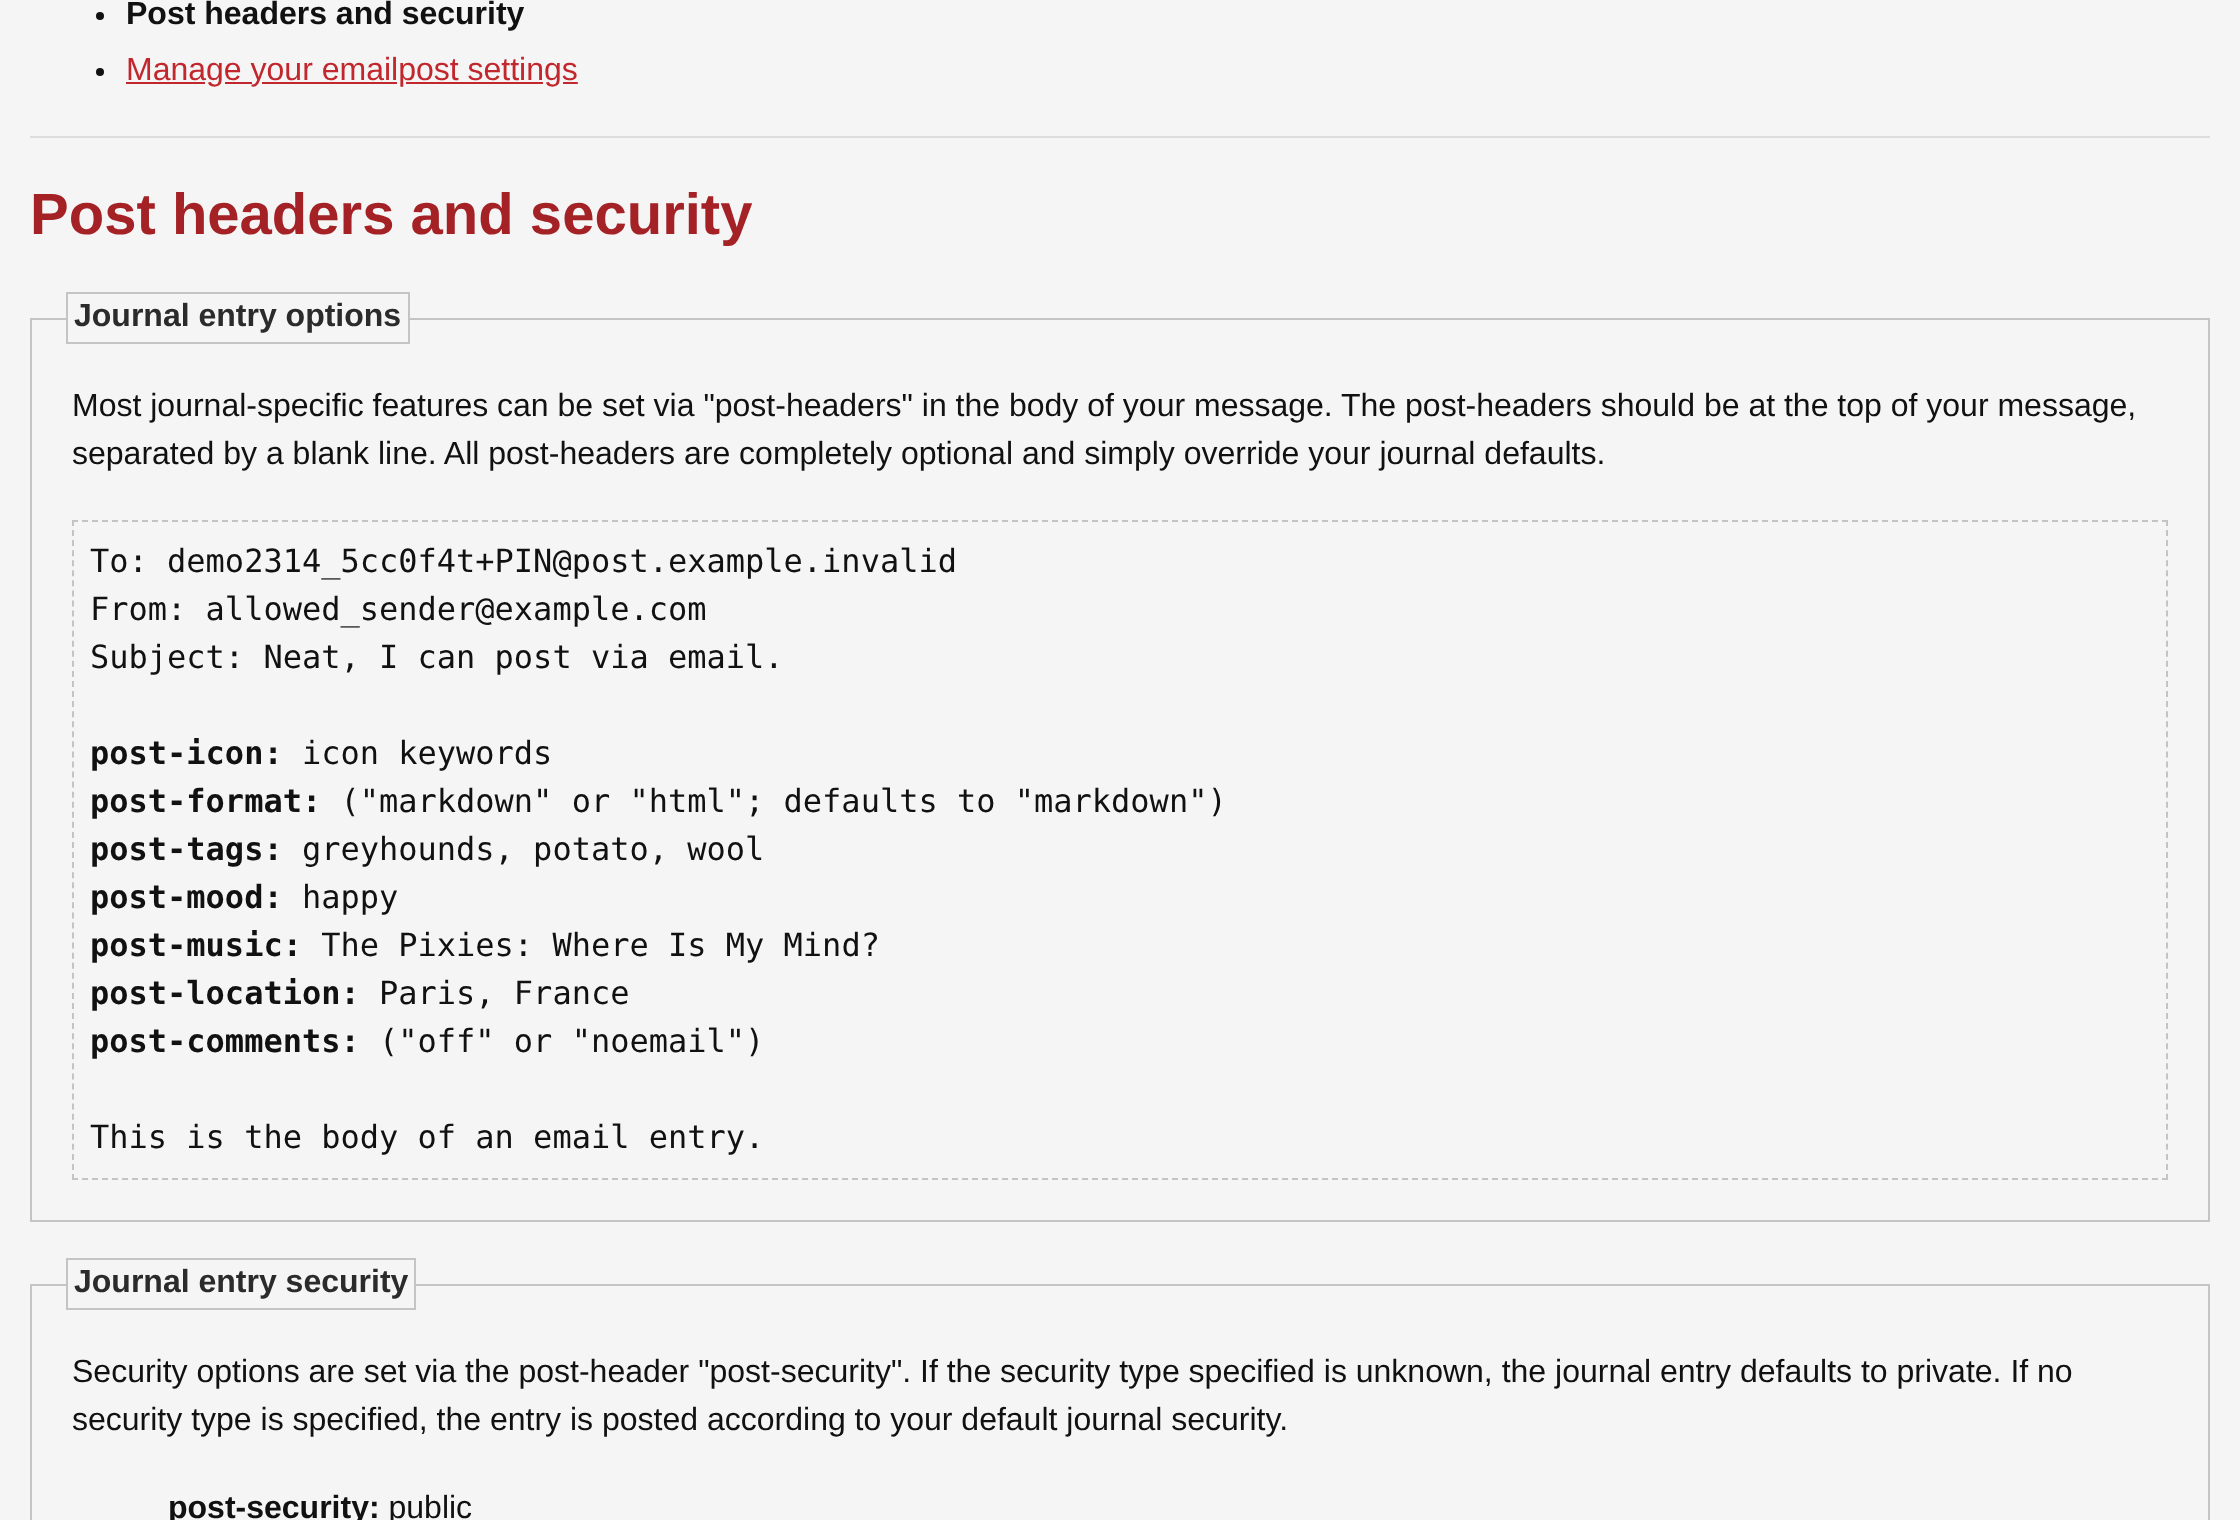 Post headers and security
Manage your emailpost settings
Post headers and security
Journal entry options
Most journal-specific features can be set via "post-headers" in the body of your message. The post-headers should be at the top of your message,
separated by a blank line. All post-headers are completely optional and simply override your journal defaults.
To: demo2314_5cc0f4t+PIN@post.example.invalid
From: allowed_sender@example.com
Subject: Neat, I can post via email.
post-icon: icon keywords
post-format: ("markdown" or "html"; defaults to "markdown")
post-tags: greyhounds, potato, wool
post-mood: happy
post-music: The Pixies: Where Is My Mind?
post-location: Paris, France
post-comments: ("off" or "noemail")
This is the body of an email entry.
Journal entry security
Security options are set via the post-header "post-security". If the security type specified is unknown, the journal entry defaults to private. If no
security type is specified, the entry is posted according to your default journal security.
post-security: public